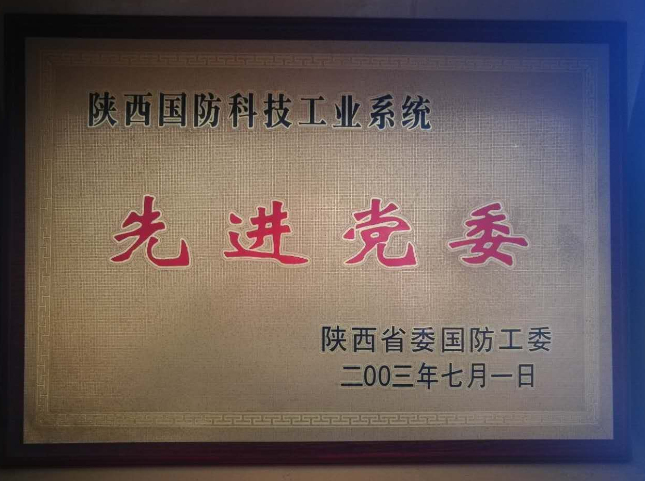 陕西国防科技工业系统
先进党委
陕西省委国防工委
二00三年七月一日